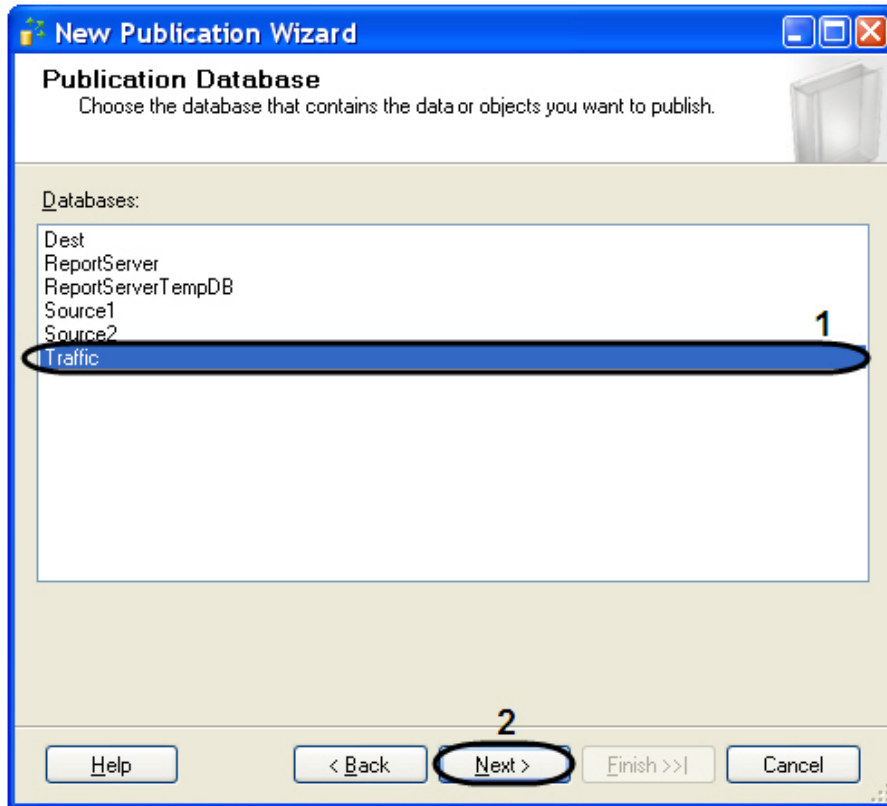 New Publication Wizard
Publication Database
Choose the database that contains the data or objects you want to publish.
Databases:
Dest
ReportServer
ReportServerTempDB
Source1
Source2
1
Traffic
2
Help
< Back
Next >
Finish >>|
Cancel